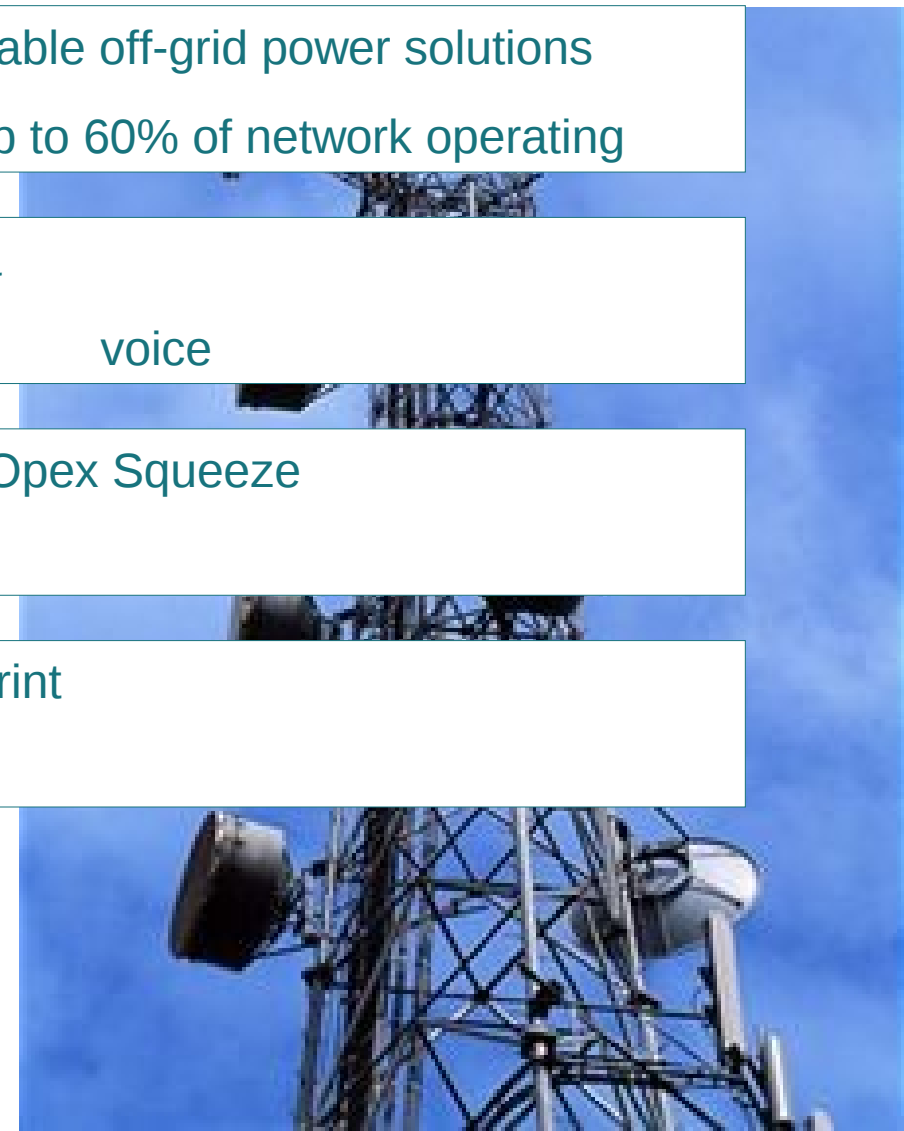 able off-grid power solutions
to 60% of network operating
voice
Opex Squeeze
rint